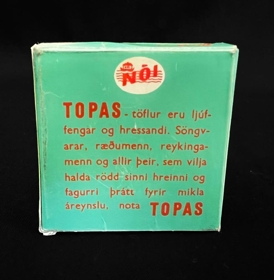 NÓI
TOPAS - töflur eru ljúf-
fengar og hressandi. Söngv-
arar, ræðumenn, reykinga-
menn og allir þeir, sem vilja
halda rödd sinni hreinni og
fagurri þrátt fyrir mikla
áreynslu, nota TOPAS